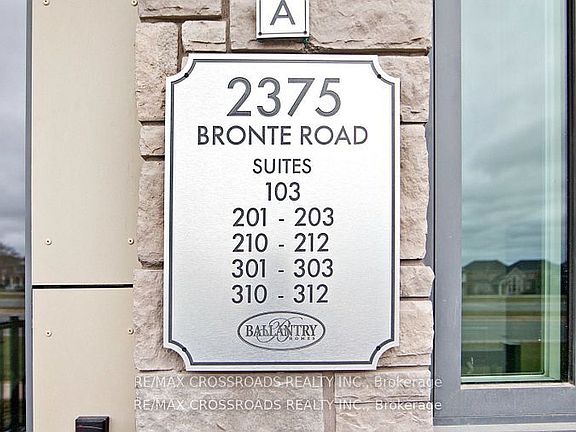 A
2375
BRONTE ROAD
SUITES
103
201 - 203
210 - 212
301 - 303
310 - 312
BALLANTRY
HOMES
RE/MAX CROSSROADS REALTY INC., Brokerage
RE/MAX CROSSROADS REALTY INC., Brokerage